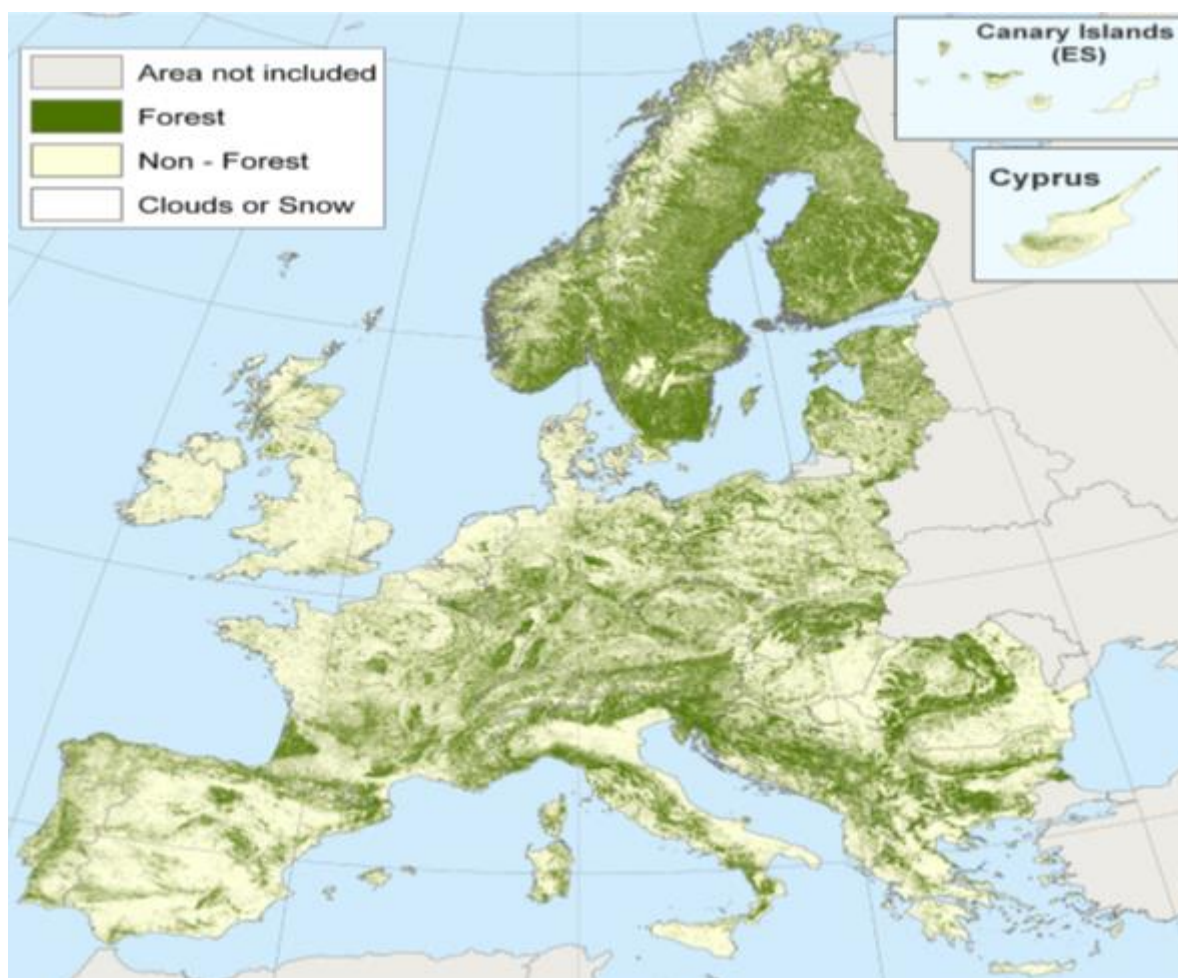 Area not included
Forest
Non - Forest
Clouds or Snow
Canary Islands
(ES)
Cyprus